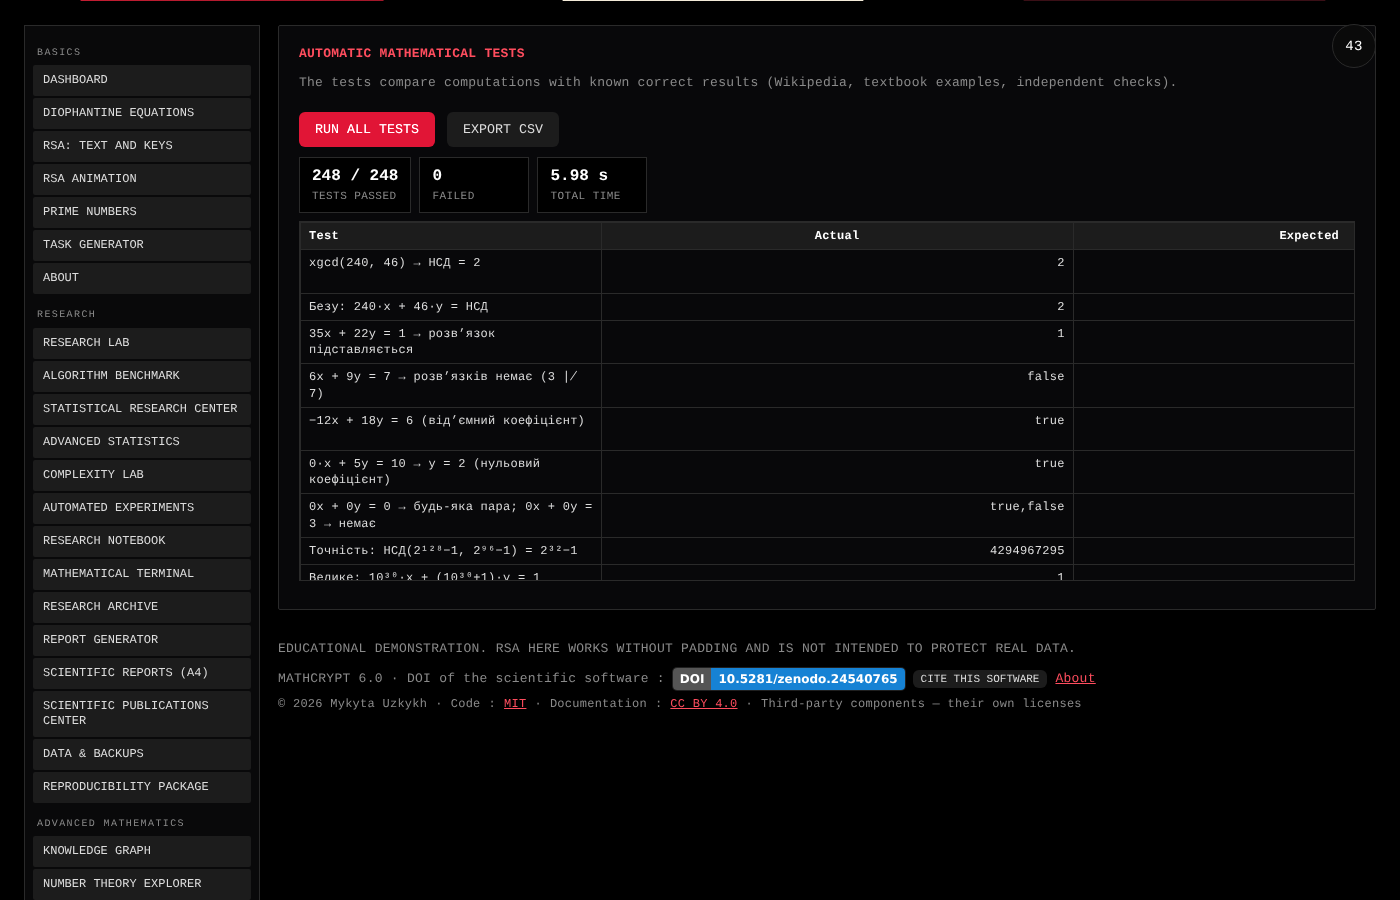 BASICS
DASHBOARD
DIOPHANTINE EQUATIONS
RSA: TEXT AND KEYS
RSA ANIMATION
PRIME NUMBERS
TASK GENERATOR
ABOUT
RESEARCH
RESEARCH LAB
ALGORITHM BENCHMARK
STATISTICAL RESEARCH CENTER
ADVANCED STATISTICS
COMPLEXITY LAB
AUTOMATED EXPERIMENTS
RESEARCH NOTEBOOK
MATHEMATICAL TERMINAL
RESEARCH ARCHIVE
REPORT GENERATOR
SCIENTIFIC REPORTS (A4)
SCIENTIFIC PUBLICATIONS
CENTER
DATA & BACKUPS
REPRODUCIBILITY PACKAGE
ADVANCED MATHEMATICS
KNOWLEDGE GRAPH
NUMBER THEORY EXPLORER
43
AUTOMATIC MATHEMATICAL TESTS
The tests compare computations with known correct results (Wikipedia, textbook examples, independent checks).
RUN ALL TESTS EXPORT CSV
248 / 248 0 5.98 s
TESTS PASSED FAILED TOTAL TIME
Test Actual Expected
xgcd(240, 46) → НСД = 2 2
Безу: 240·x + 46·y = НСД 2
35x + 22y = 1 → розв’язок 1
підставляється
6x + 9y = 7 → розв’язків немає (3 |̸ false
7)
−12x + 18y = 6 (від’ємний коефіцієнт) true
0·x + 5y = 10 → y = 2 (нульовий true
коефіцієнт)
0x + 0y = 0 → будь-яка пара; 0x + 0y = true,false
3 → немає
Точність: НСД(2¹²⁸−1, 2⁹⁶−1) = 2³²−1 4294967295
Велике: 10³⁰·x + (10³⁰+1)·y = 1 1
EDUCATIONAL DEMONSTRATION. RSA HERE WORKS WITHOUT PADDING AND IS NOT INTENDED TO PROTECT REAL DATA.
MATHCRYPT 6.0 · DOI of the scientific software : DOI 10.5281/zenodo.24540765 CITE THIS SOFTWARE About
© 2026 Mykyta Uzkykh · Code : MIT · Documentation : CC BY 4.0 · Third-party components — their own licenses